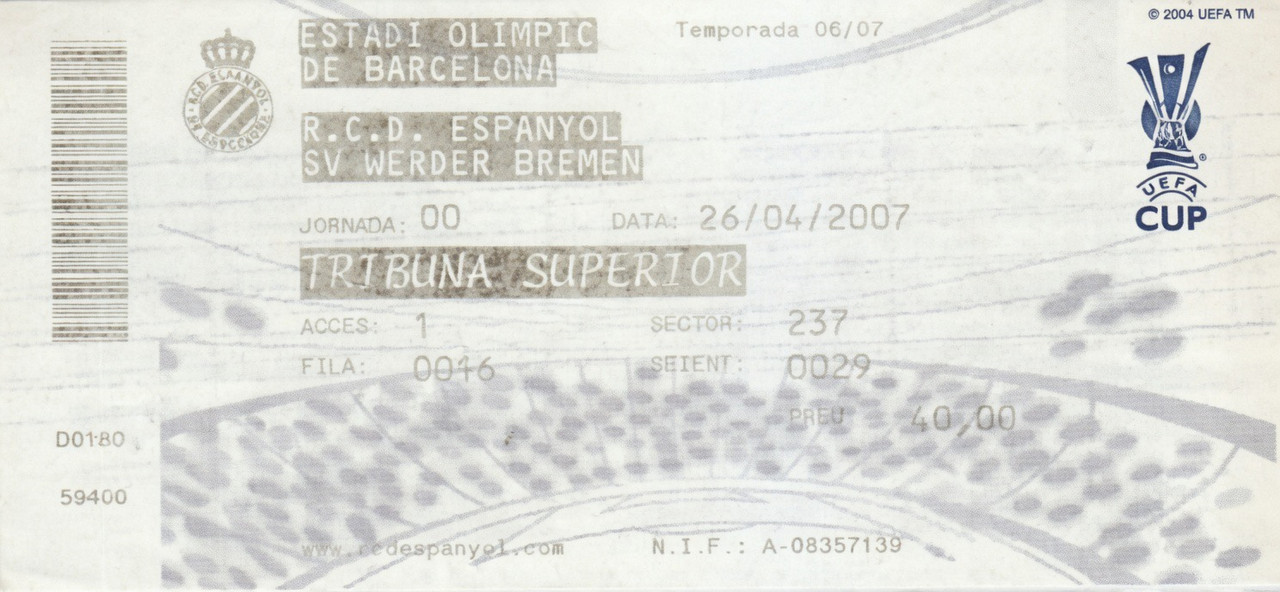 © 2004 UEFA TM
ESTADI OLIMPIC
DE BARCELONA
Temporada 06/07
R.C.D. ESPANYOL
SV WERDER BREMEN
UEFA
CUP
JORNADA: 00 DATA: 26/04/2007
TRIBUNA SUPERIOR
ACCES: 1 SECTOR: 237
FILA: 0016 SEIENT: 0029
PREU 40,00
D0180
59400
www.rcdespanyol.com N.I.F.: A-08357139